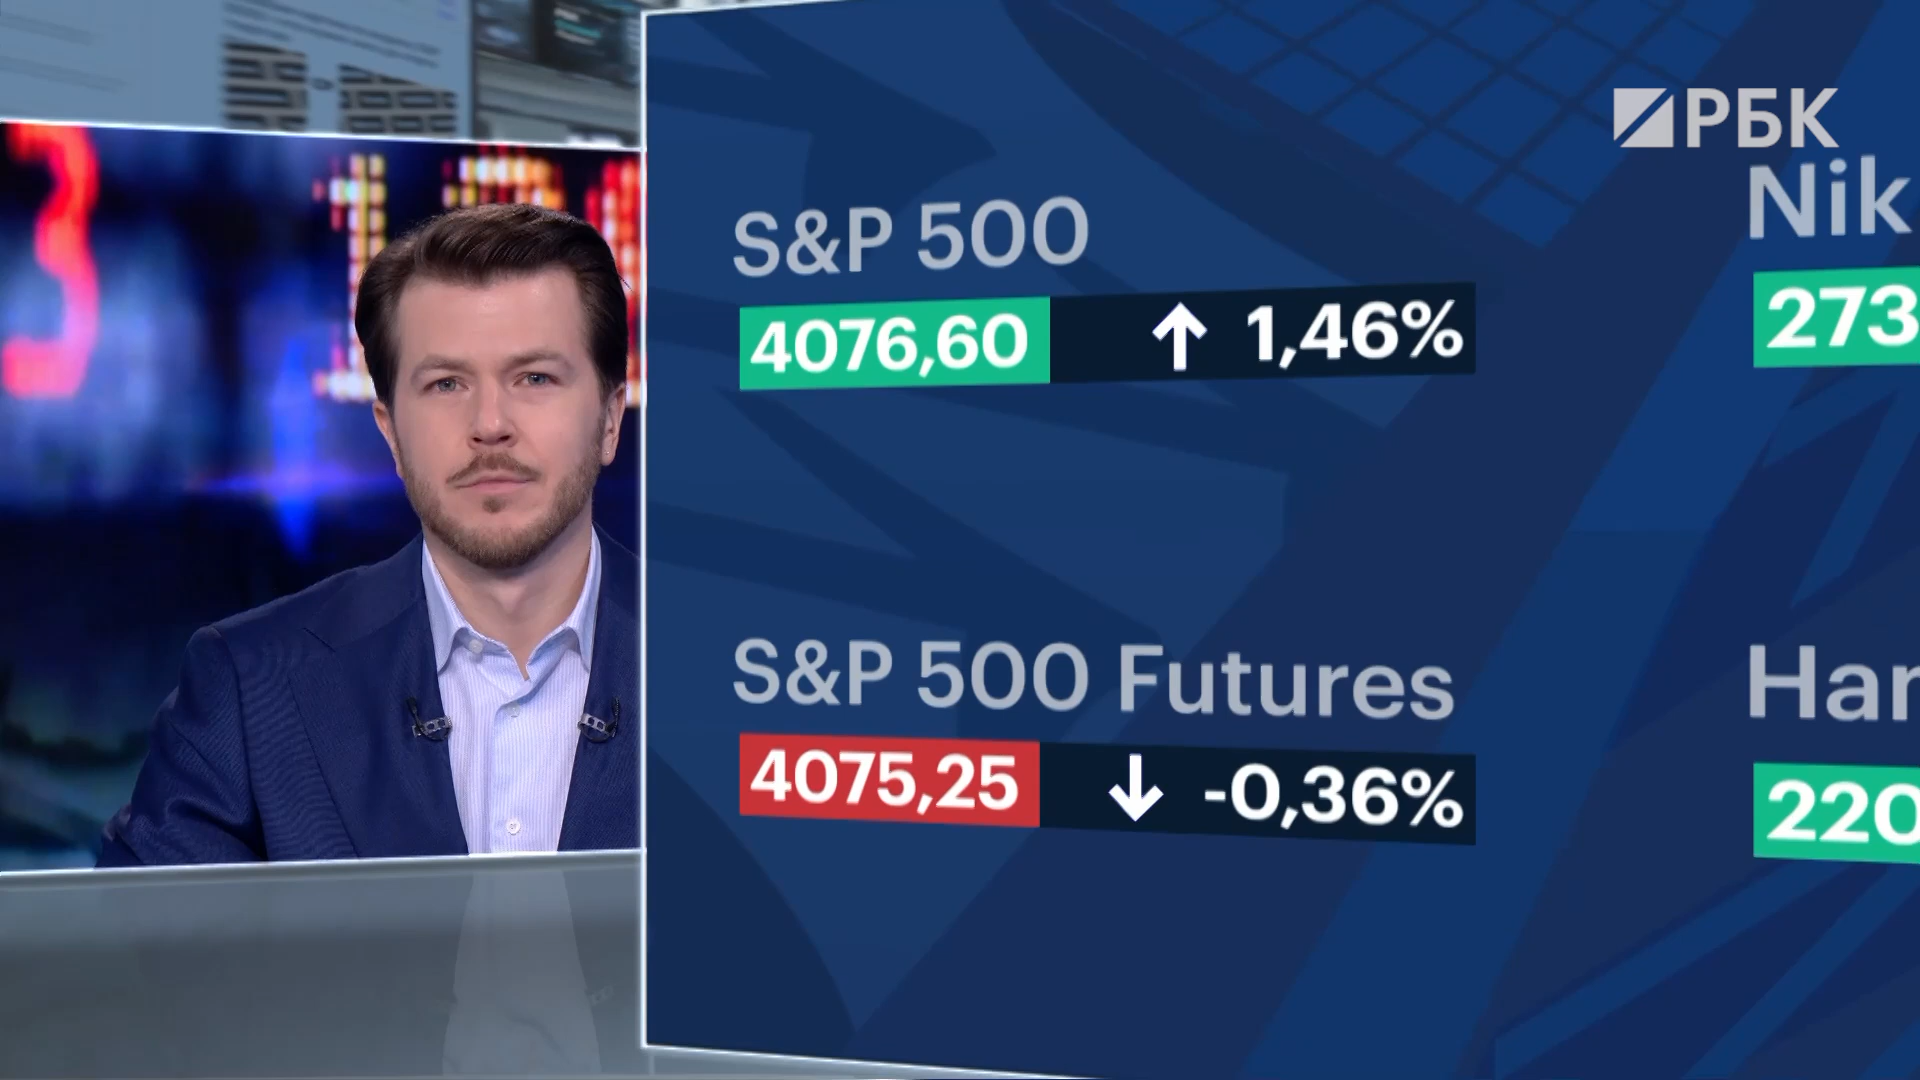 РБК
S&P 500
4076,60 ↑ 1,46%
S&P 500 Futures
4075,25 ↓ -0,36%
Nik
273
Har
220